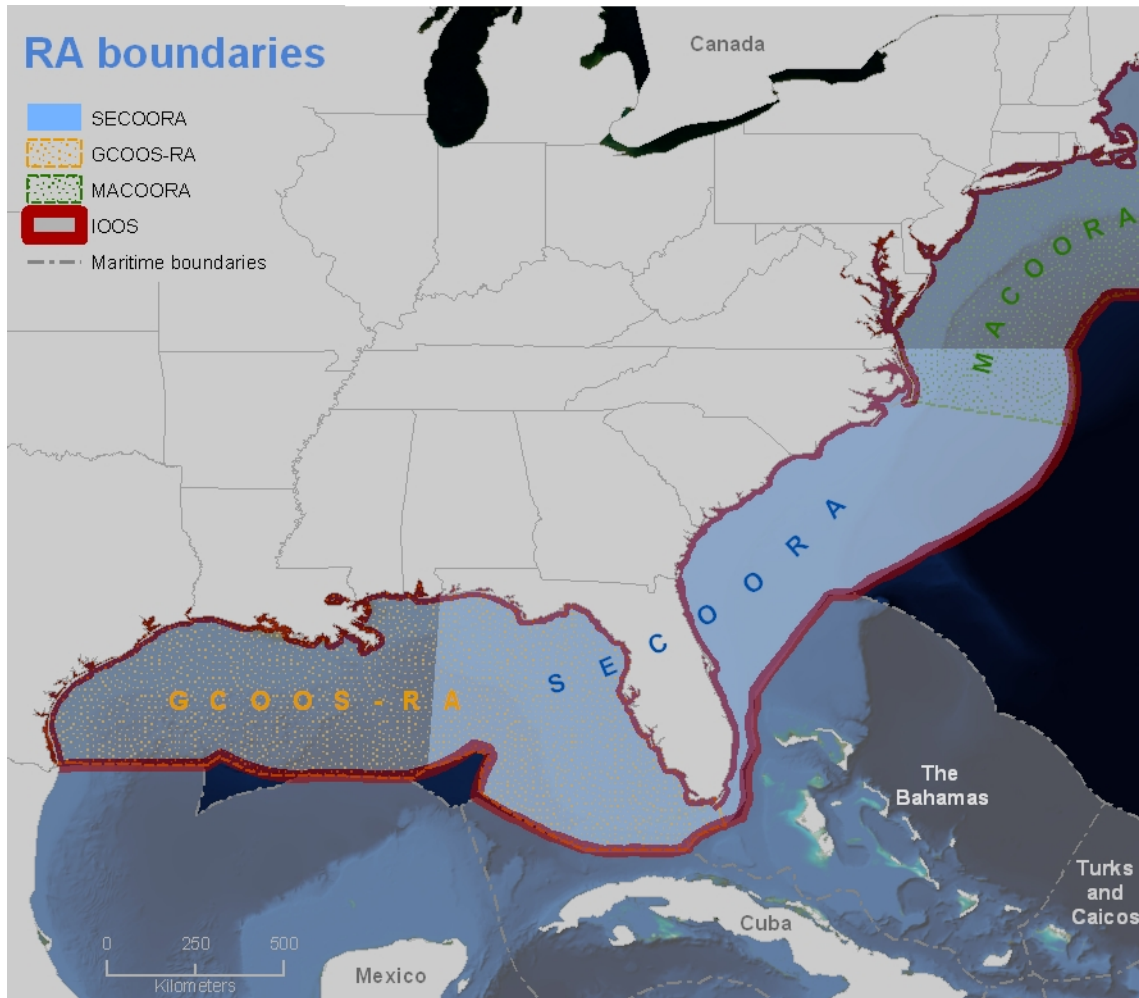 RA boundaries
SECOORA
GCOOS-RA
MACOORA
IOOS
Maritime boundaries
Canada
MACOORA
SECOORA
GCOOS-RA
The
Bahamas
Turks
and
Caicos
Cuba
Mexico
0 250 500
Kilometers